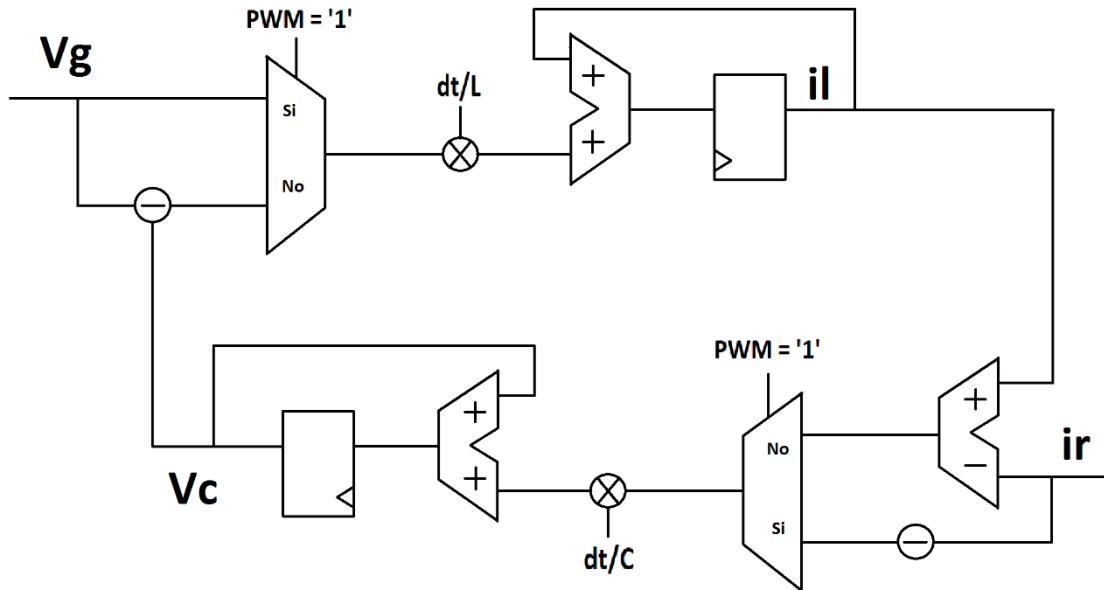 PWM = '1'
Vg
dt/L
il
Si
No
+
+
−
PWM = '1'
+
+
+
−
ir
No
Si
Vc
−
dt/C